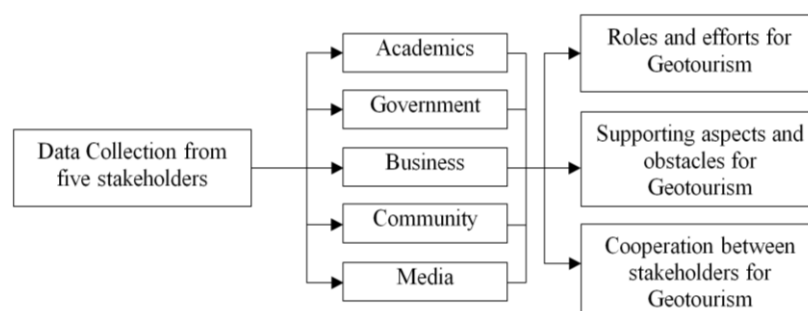 Data Collection from
five stakeholders
Academics
Government
Business
Community
Media
Roles and efforts for
Geotourism
Supporting aspects and
obstacles for
Geotourism
Cooperation between
stakeholders for
Geotourism